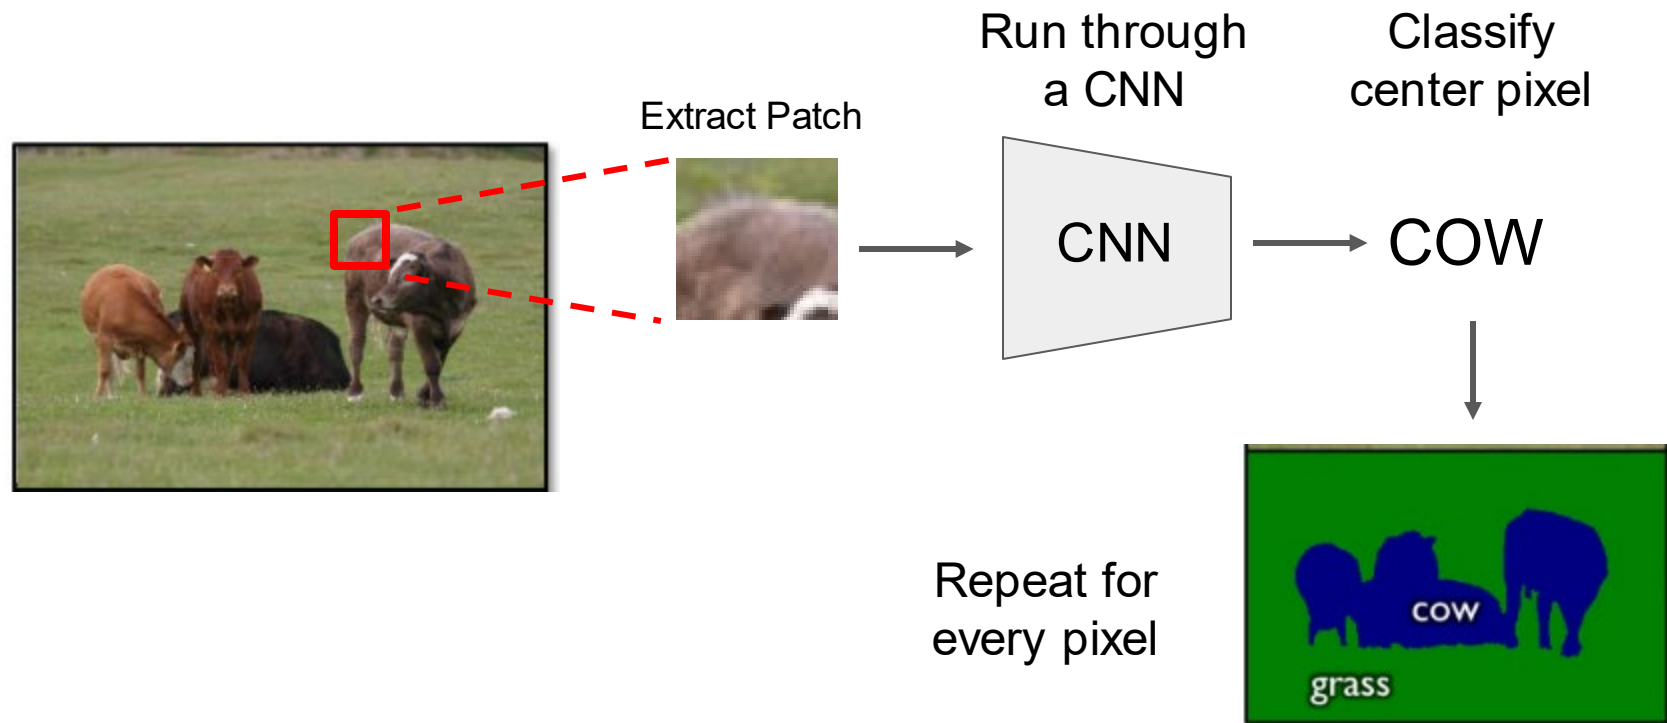 Extract Patch
Run through
a CNN
Classify
center pixel
CNN
COW
Repeat for
every pixel
cow
grass